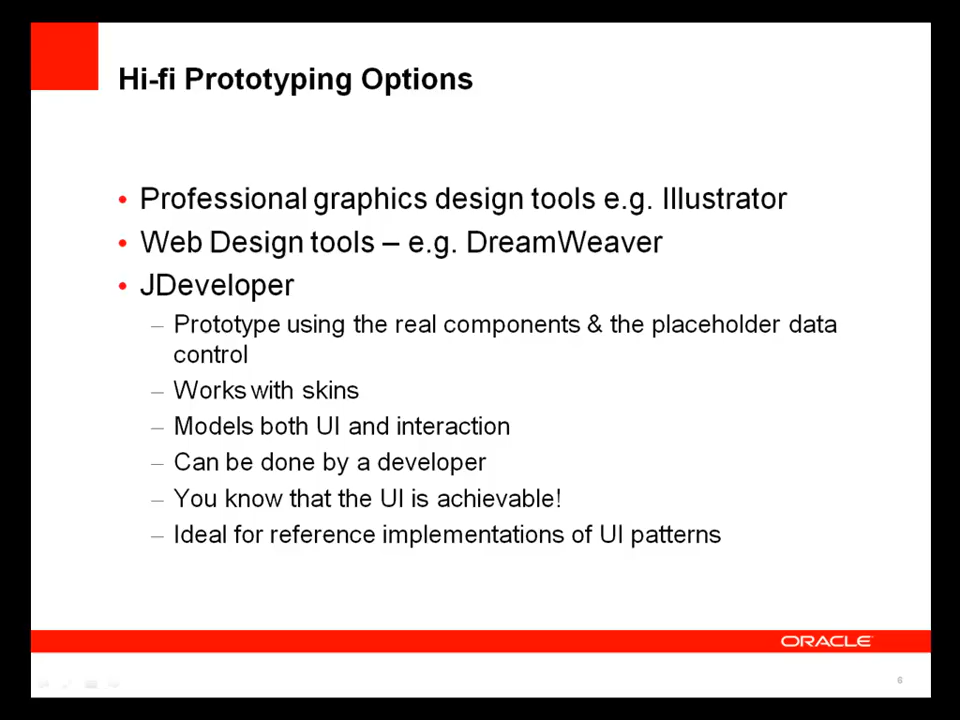 Hi-fi Prototyping Options
• Professional graphics design tools e.g. Illustrator
• Web Design tools – e.g. DreamWeaver
• JDeveloper
– Prototype using the real components & the placeholder data
control
– Works with skins
– Models both UI and interaction
– Can be done by a developer
– You know that the UI is achievable!
– Ideal for reference implementations of UI patterns
ORACLE
6